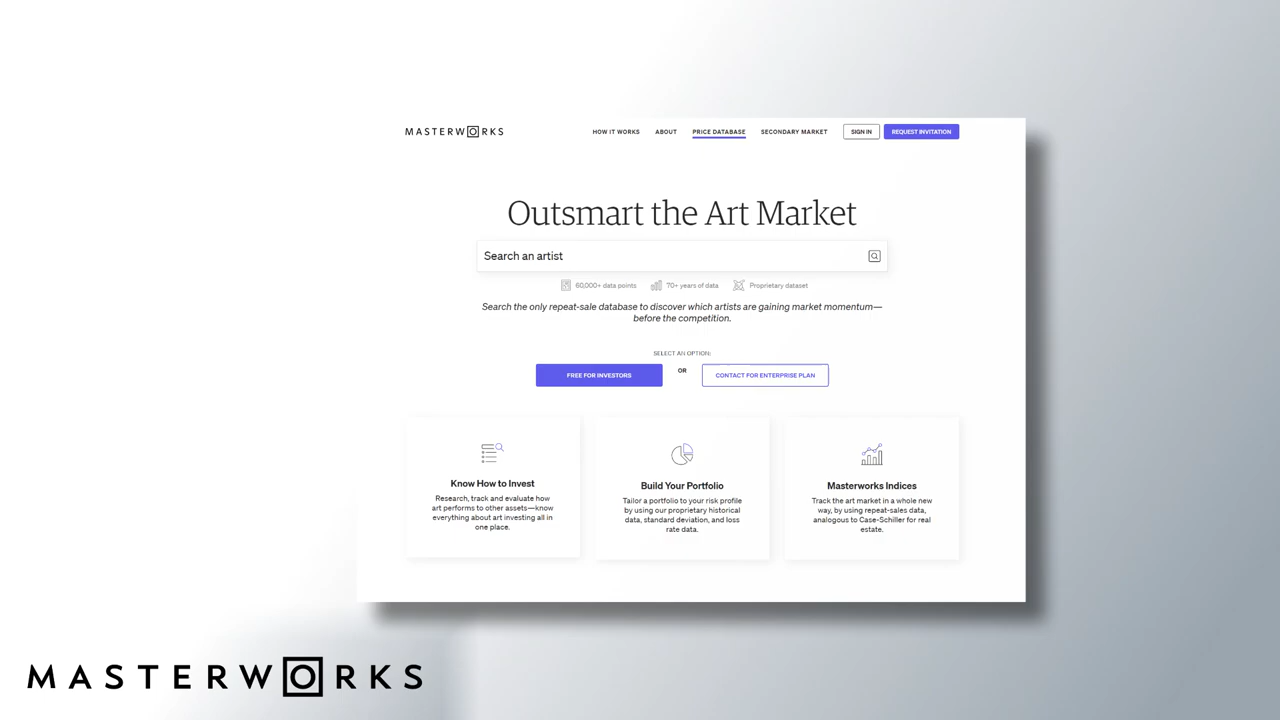 MASTERWORKS
HOW IT WORKS ABOUT PRICE DATABASE SECONDARY MARKET SIGN IN REQUEST INVITATION
Outsmart the Art Market
Search an artist
60,000+ data points 70+ years of data Proprietary dataset
Search the only repeat-sale database to discover which artists are gaining market momentum—
before the competition.
SELECT AN OPTION:
FREE FOR INVESTORS OR CONTACT FOR ENTERPRISE PLAN
Know How to Invest
Research, track and evaluate how
art performs to other assets—know
everything about art investing all in
one place.
Build Your Portfolio
Tailor a portfolio to your risk profile
by using our proprietary historical
data, standard deviation, and loss
rate data.
Masterworks Indices
Track the art market in a whole new
way, by using repeat-sales data,
analogous to Case-Schiller for real
estate.
MASTERWORKS